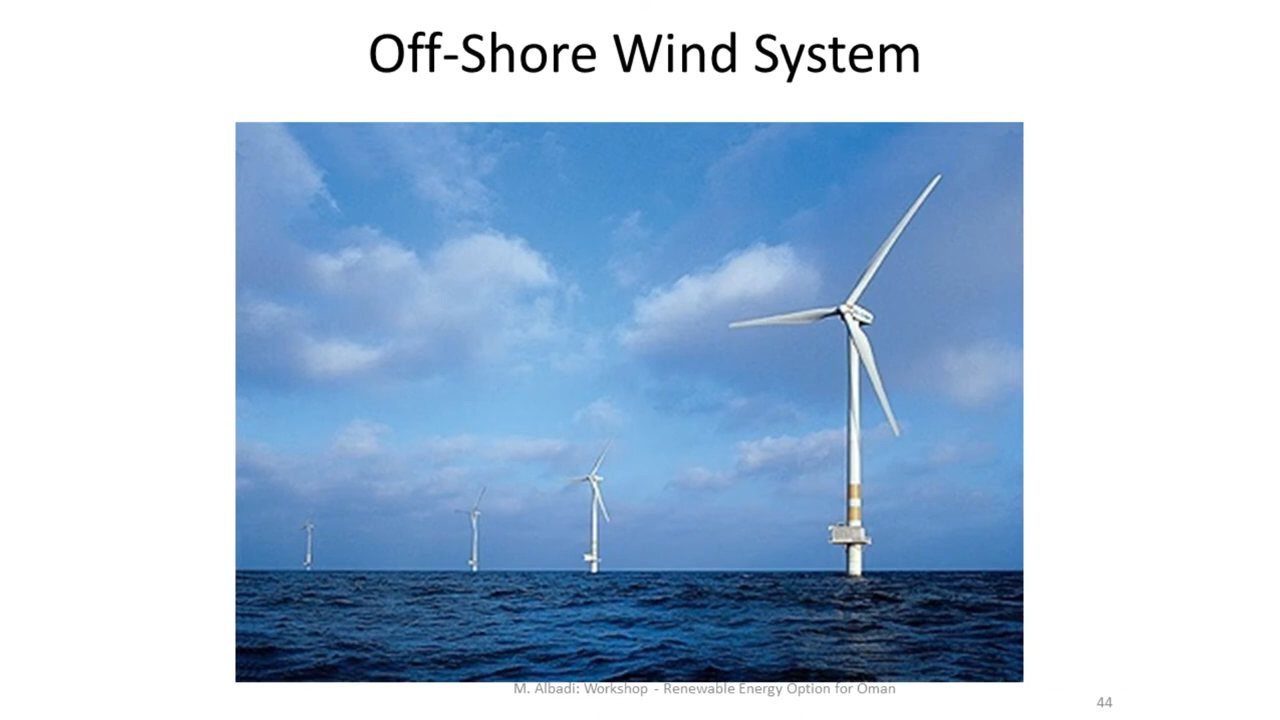 Off-Shore Wind System
M. Albadi: Workshop - Renewable Energy Option for Oman
44